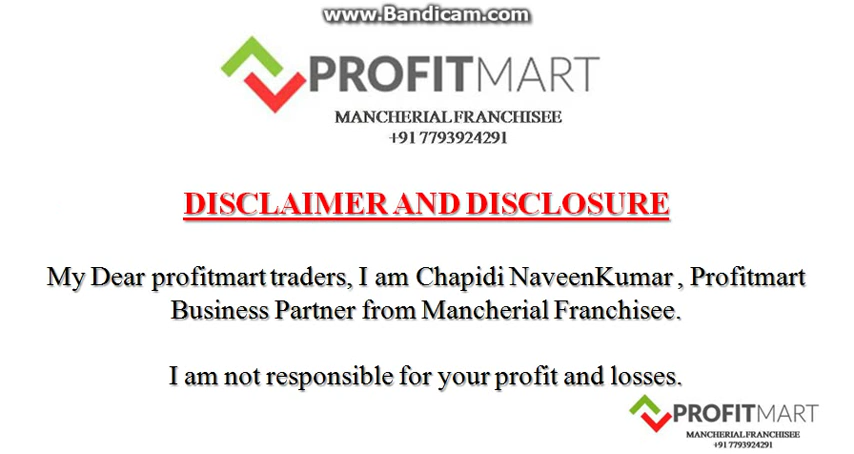 www.Bandicam.com
PROFITMART
MANCHERIAL FRANCHISEE
+91 7793924291
DISCLAIMER AND DISCLOSURE
My Dear profitmart traders, I am Chapidi NaveenKumar , Profitmart
Business Partner from Mancherial Franchisee.
I am not responsible for your profit and losses.
PROFITMART
MANCHERIAL FRANCHISEE
+91 7793924291